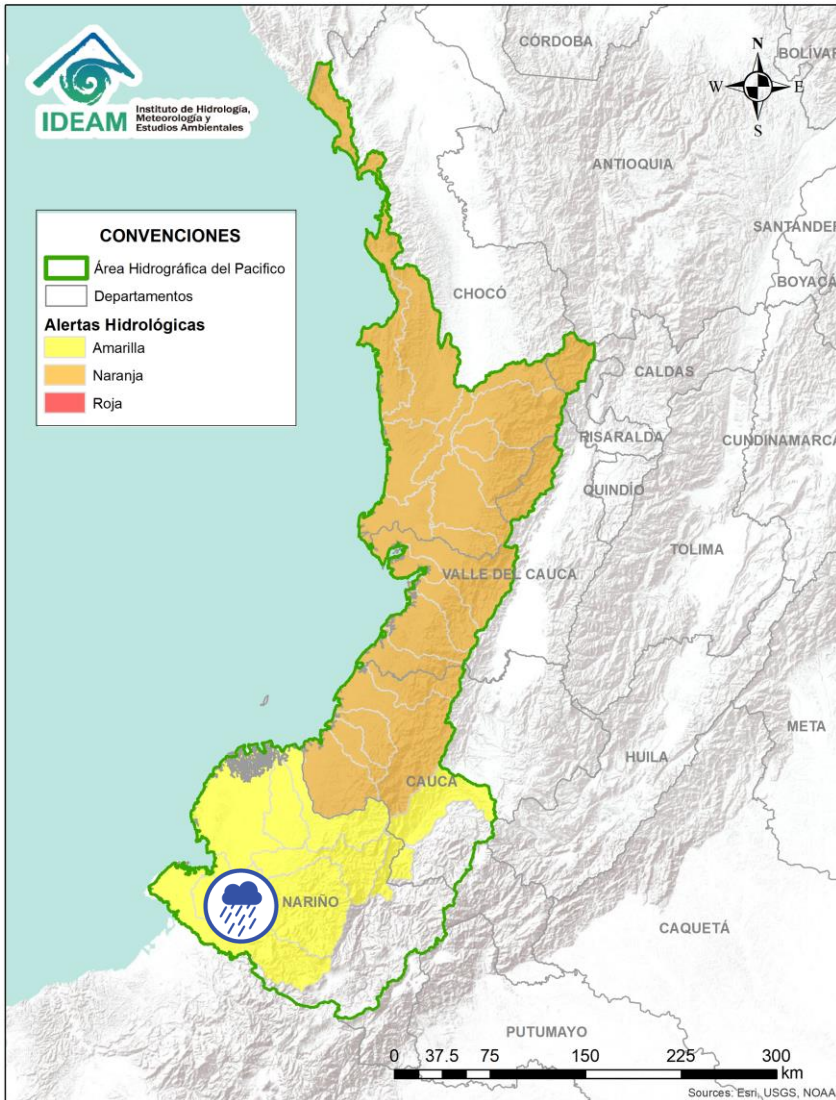 IDEAM
Instituto de Hidrología,
Meteorología y
Estudios Ambientales
N
W
E
S
CÓRDOBA
BOLÍVAR
ANTIOQUIA
SANTANDER
BOYACÁ
CHOCÓ
CALDAS
RISARALDA
CUNDINAMARCA
QUINDÍO
TOLIMA
VALLE DEL CAUCA
META
HUILA
CAUCA
NARIÑO
CAQUETÁ
PUTUMAYO
CONVENCIONES
Área Hidrográfica del Pacifico
Departamentos
Alertas Hidrológicas
Amarilla
Naranja
Roja
0 37.5 75 150 225 300
km
Sources: Esri, USGS, NOAA